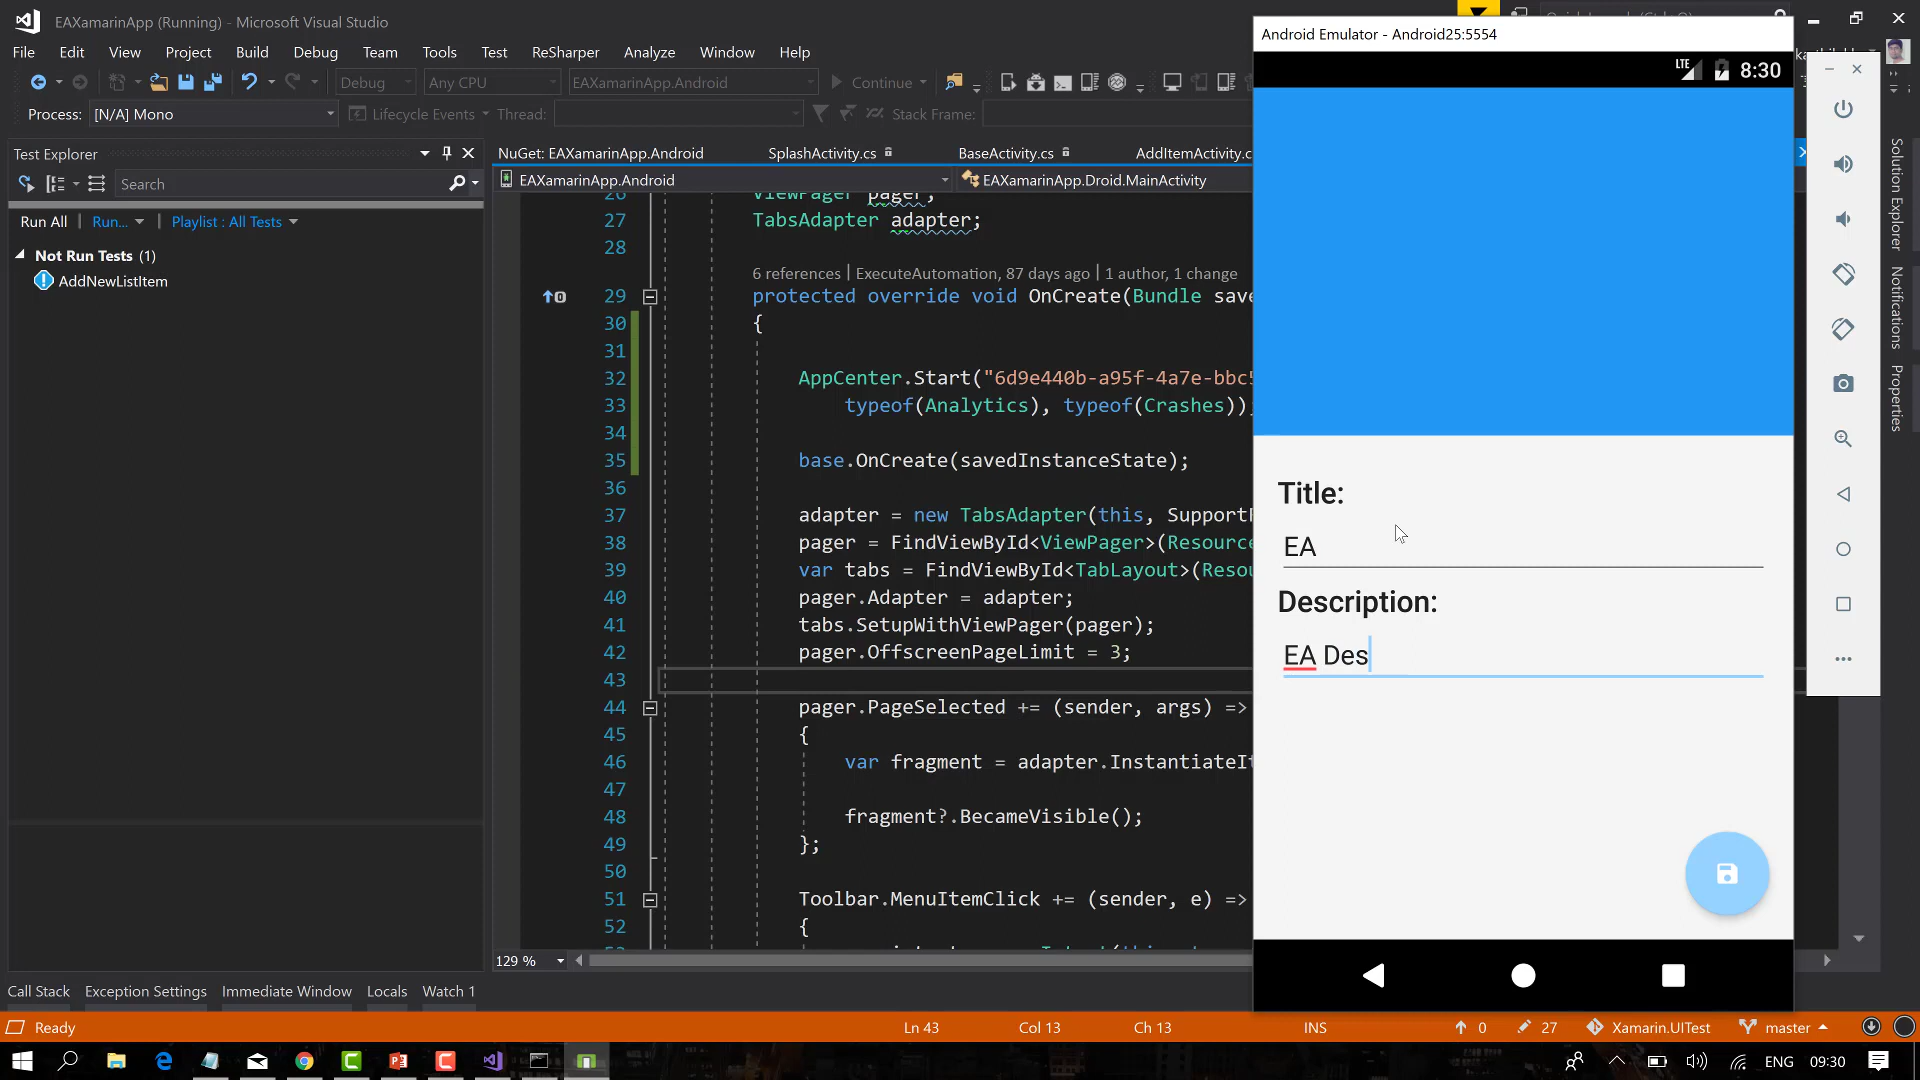 EAXamarinApp (Running) - Microsoft Visual Studio
File Edit View Project Build Debug Team Tools Test ReSharper Analyze Window Help
Debug Any CPU EAXamarinApp.Android Continue
Process: [N/A] Mono Lifecycle Events Thread: Stack Frame:
Test Explorer
Search
Run All Run... Playlist : All Tests
Not Run Tests (1)
AddNewListItem
NuGet: EAXamarinApp.Android SplashActivity.cs BaseActivity.cs AddItemActivity.c
EAXamarinApp.Android EAXamarinApp.Droid.MainActivity
26 ViewPager pager;
27 TabsAdapter adapter;
28
6 references | ExecuteAutomation, 87 days ago | 1 author, 1 change
29 protected override void OnCreate(Bundle save
30 {
31
32 AppCenter.Start("6d9e440b-a95f-4a7e-bbc5
33 typeof(Analytics), typeof(Crashes));
34
35 base.OnCreate(savedInstanceState);
36
37 adapter = new TabsAdapter(this, SupportF
38 pager = FindViewById<ViewPager>(Resource
39 var tabs = FindViewById<TabLayout>(Resou
40 pager.Adapter = adapter;
41 tabs.SetupWithViewPager(pager);
42 pager.OffscreenPageLimit = 3;
43
44 pager.PageSelected += (sender, args) =>
45 {
46 var fragment = adapter.InstantiateIt
47
48 fragment?.BecameVisible();
49 };
50
51 Toolbar.MenuItemClick += (sender, e) =>
52 {
129 %
Call Stack Exception Settings Immediate Window Locals Watch 1
Ready Ln 43 Col 13 Ch 13 INS 0 27 Xamarin.UITest master
ENG 09:30
Android Emulator - Android25:5554
LTE 8:30
Title:
EA
Description:
EA Des
Solution Explorer
Notifications
Properties